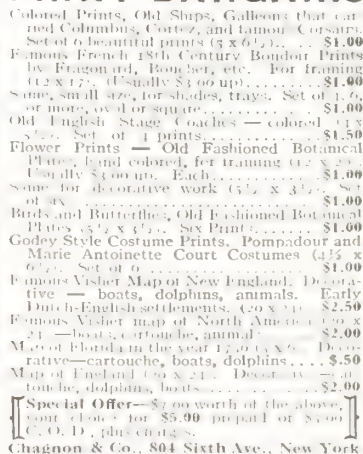 Colored Prints, Old Ships, Galleons that carried
Columbus, Cortez, and famous Corsairs.
Set of 6 beautiful prints (5 x 6½).. $1.00
Famous French 18th Century Boudoir Prints
by Fragonard, Boucher, etc. For framing
(12 x 17). Usually $3.00 up). $1.00
Same, small size, for shades, trays. Set of
or more, oval or square. $1.00
Old English Stage Coaches — colored
Set of 4 prints. $1.50
Flower Prints — Old Fashioned Botanical
Plates, hand colored, for framing
Usually $3.00 up. Each. $1.00
Same for decorative work Set
of six $1.00
Birds and Butterflies, Old Fashioned Botanical
Plates Six Prints. $1.00
Godey Style Costume Prints. Pompadour and
Marie Antoinette Court Costumes
Set of 6 $1.00
Famous Visher Map of New England. Decorative
— boats, dolphins, animals. Early
Dutch-English settlements. $2.50
Famous Visher map of North America
—boats, cartouche, animal $2.00
Map of Florida in the year Decorative—cartouche,
boats, dolphins.... $.50
Map of England (20 x 21). Decorative
touche, dolphins, boats $2.00
Special Offer—$7.00 worth of the above,
your choice for $5.00 prepaid or
C. O. D., plus charges.
Chagnon & Co., 804 Sixth Ave., New York